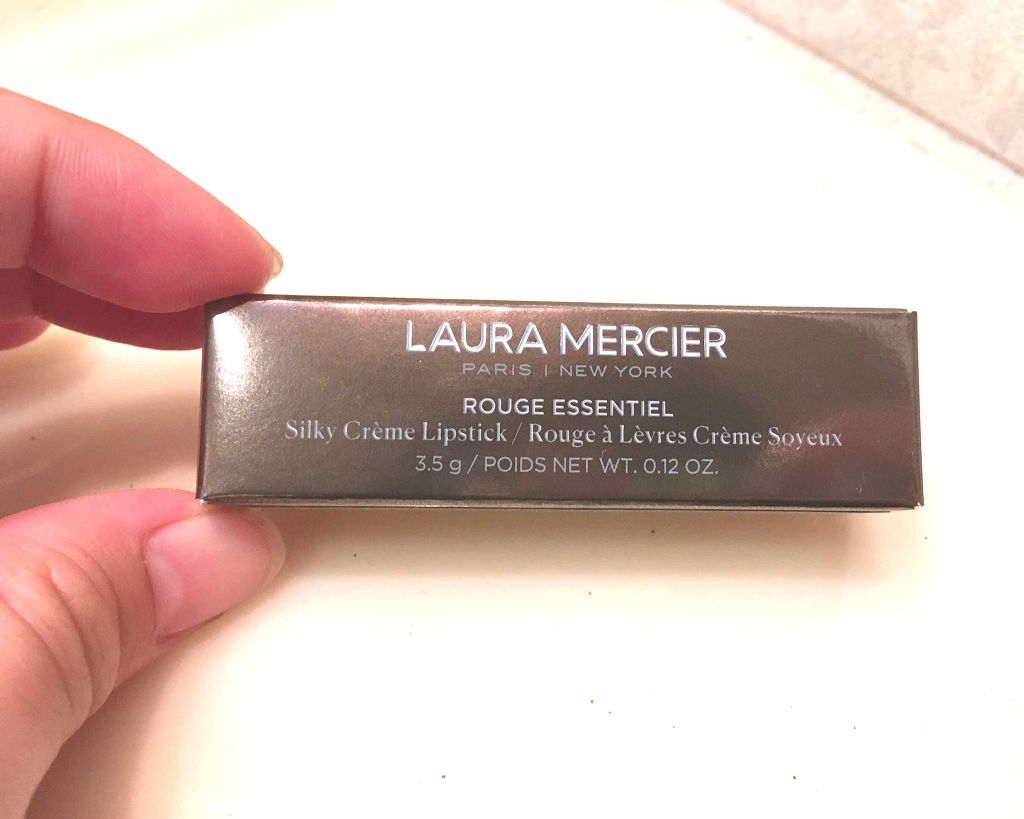 LAURA MERCIER
PARIS | NEW YORK
ROUGE ESSENTIEL
Silky Crème Lipstick / Rouge à Lèvres Crème Soyeux
3.5 g / POIDS NET WT. 0.12 OZ.